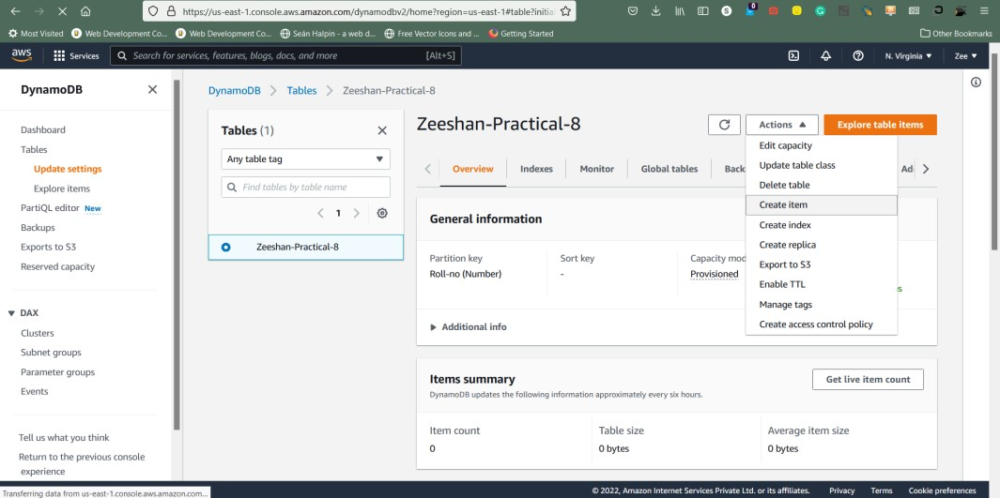 https://us-east-1.console.aws.amazon.com/dynamodbv2/home?region=us-east-1#table?initia
Most Visited Web Development Co... Web Development Co... Seán Halpin - a web d... Free Vector Icons and ... Getting Started Other Bookmarks
aws Services Search for services, features, blogs, docs, and more [Alt+S] N. Virginia ▼ Zee ▼
DynamoDB
Dashboard
Tables
Update settings
Explore items
PartiQL editor New
Backups
Exports to S3
Reserved capacity
DAX
Clusters
Subnet groups
Parameter groups
Events
Tell us what you think
Return to the previous console
experience
DynamoDB > Tables > Zeeshan-Practical-8
Tables (1)
Any table tag
Find tables by table name
< 1 >
Zeeshan-Practical-8
Zeeshan-Practical-8
Actions ▲ Explore table items
Overview Indexes Monitor Global tables Back Ad
Edit capacity
Update table class
Delete table
Create item
Create index
Create replica
Export to S3
Enable TTL
Manage tags
Create access control policy
General information
Partition key
Roll-no (Number)
Sort key
-
Capacity mod
Provisioned
s
Additional info
Items summary
Get live item count
DynamoDB updates the following information approximately every six hours.
Item count
0
Table size
0 bytes
Average item size
0 bytes
Transferring data from us-east-1.console.aws.amazon.com...
© 2022, Amazon Internet Services Private Ltd. or its affiliates. Privacy Terms Cookie preferences